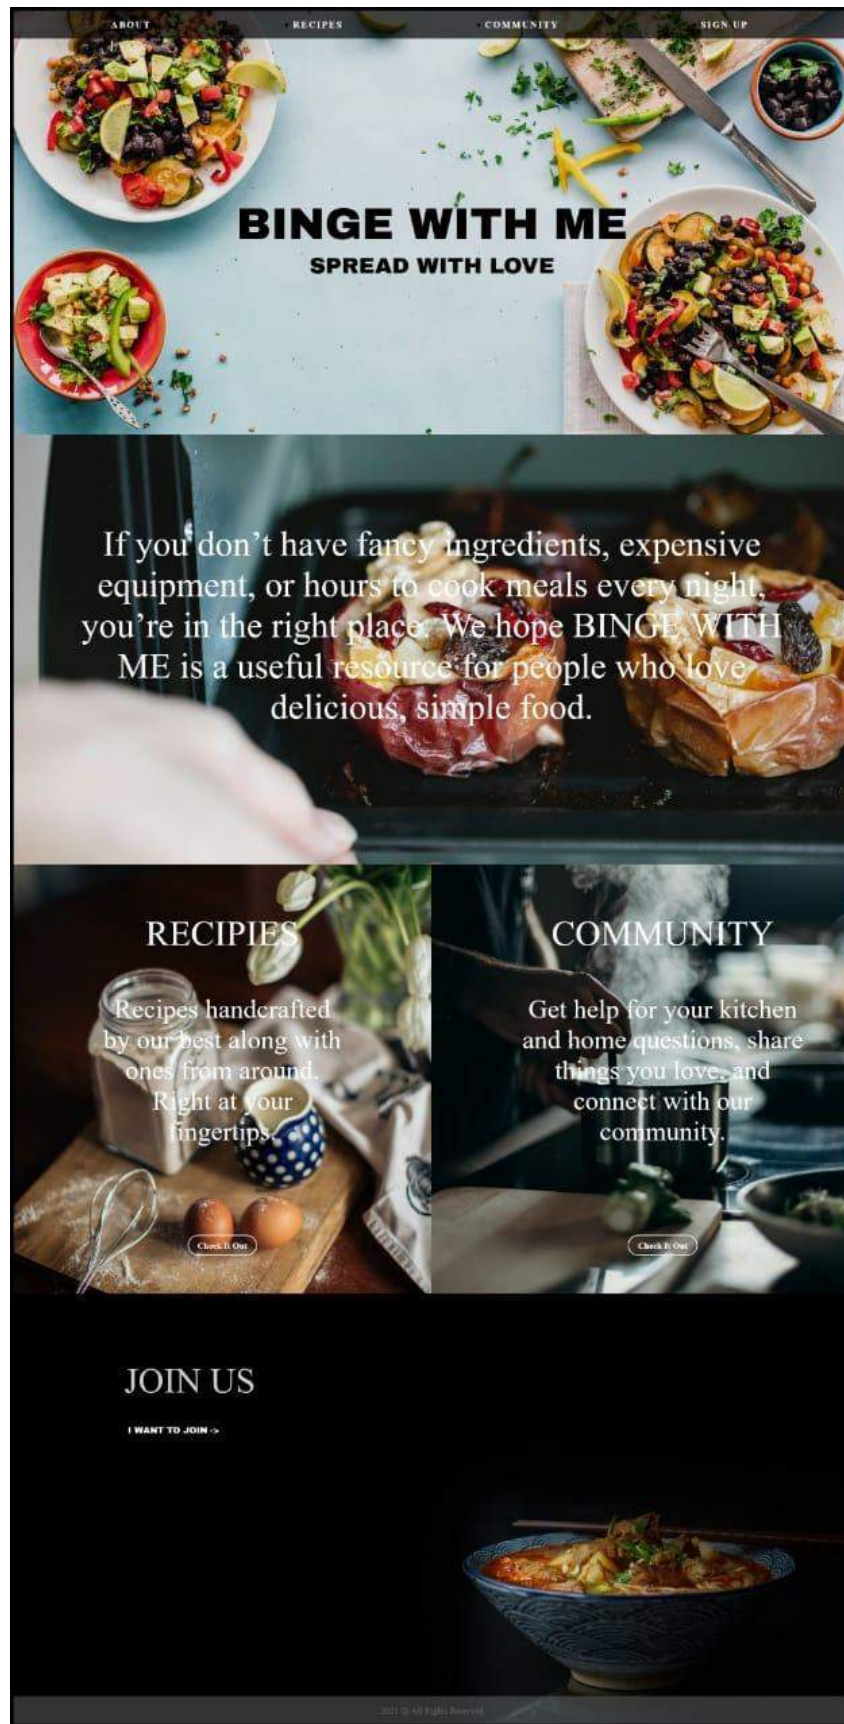 ABOUT
RECIPES
COMMUNITY
SIGN UP
BINGE WITH ME
SPREAD WITH LOVE
If you don’t have fancy ingredients, expensive
equipment, or hours to cook meals every night,
you’re in the right place. We hope BINGE WITH
ME is a useful resource for people who love
delicious, simple food.
RECIPIES
Recipes handcrafted
by our best along with
ones from around.
Right at your
fingertips.
Check It Out
COMMUNITY
Get help for your kitchen
and home questions, share
things you love, and
connect with our
community.
Check It Out
JOIN US
I WANT TO JOIN ->
2021 © All Rights Reserved